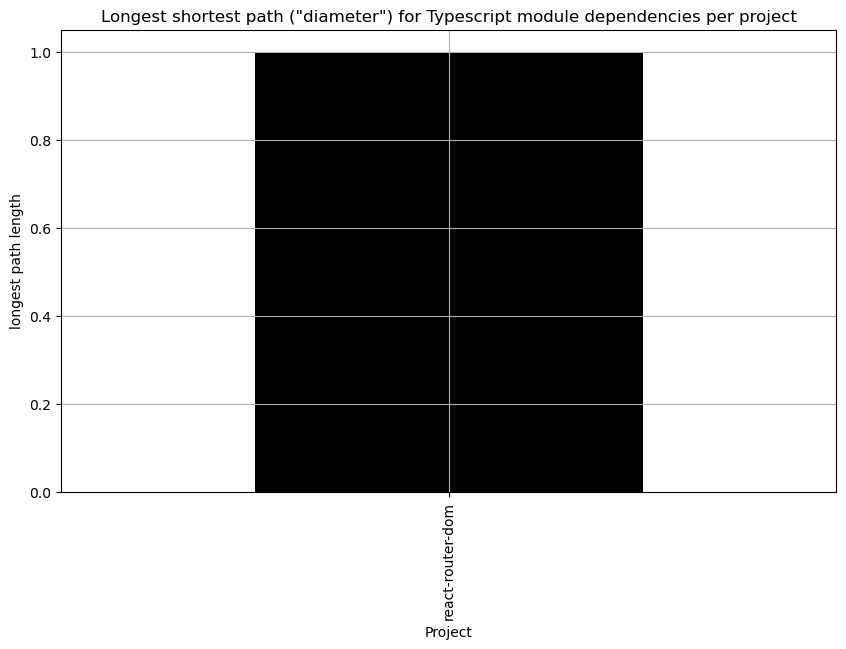 Longest shortest path ("diameter") for Typescript module dependencies per project
longest path length
1.0
0.8
0.6
0.4
0.2
0.0
react-router-dom
Project